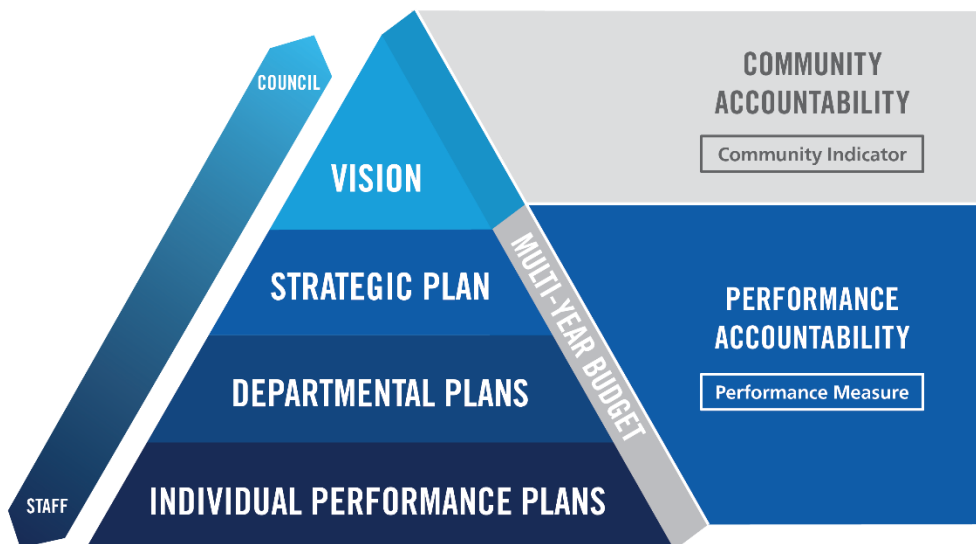 COUNCIL
VISION
STRATEGIC PLAN
DEPARTMENTAL PLANS
INDIVIDUAL PERFORMANCE PLANS
STAFF
MULTI-YEAR BUDGET
COMMUNITY
ACCOUNTABILITY
Community Indicator
PERFORMANCE
ACCOUNTABILITY
Performance Measure